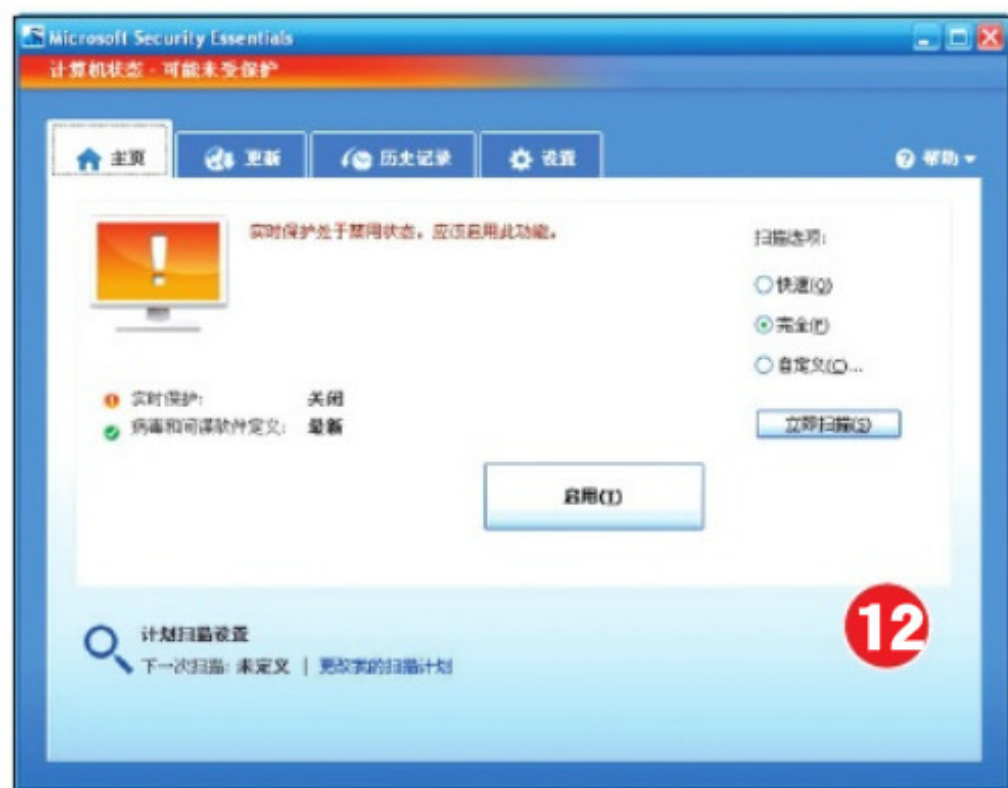 Microsoft Security Essentials
计算机状态 - 可能未受保护
主页 更新 历史记录 设置 帮助
实时保护处于禁用状态。应该启用此功能。
扫描选项:
快速(Q)
完全(F)
自定义(C)...
实时保护: 关闭
病毒和间谍软件定义: 最新
立即扫描(S)
启用(T)
12
计划扫描设置
下一次扫描: 未定义 | 更改我的扫描计划